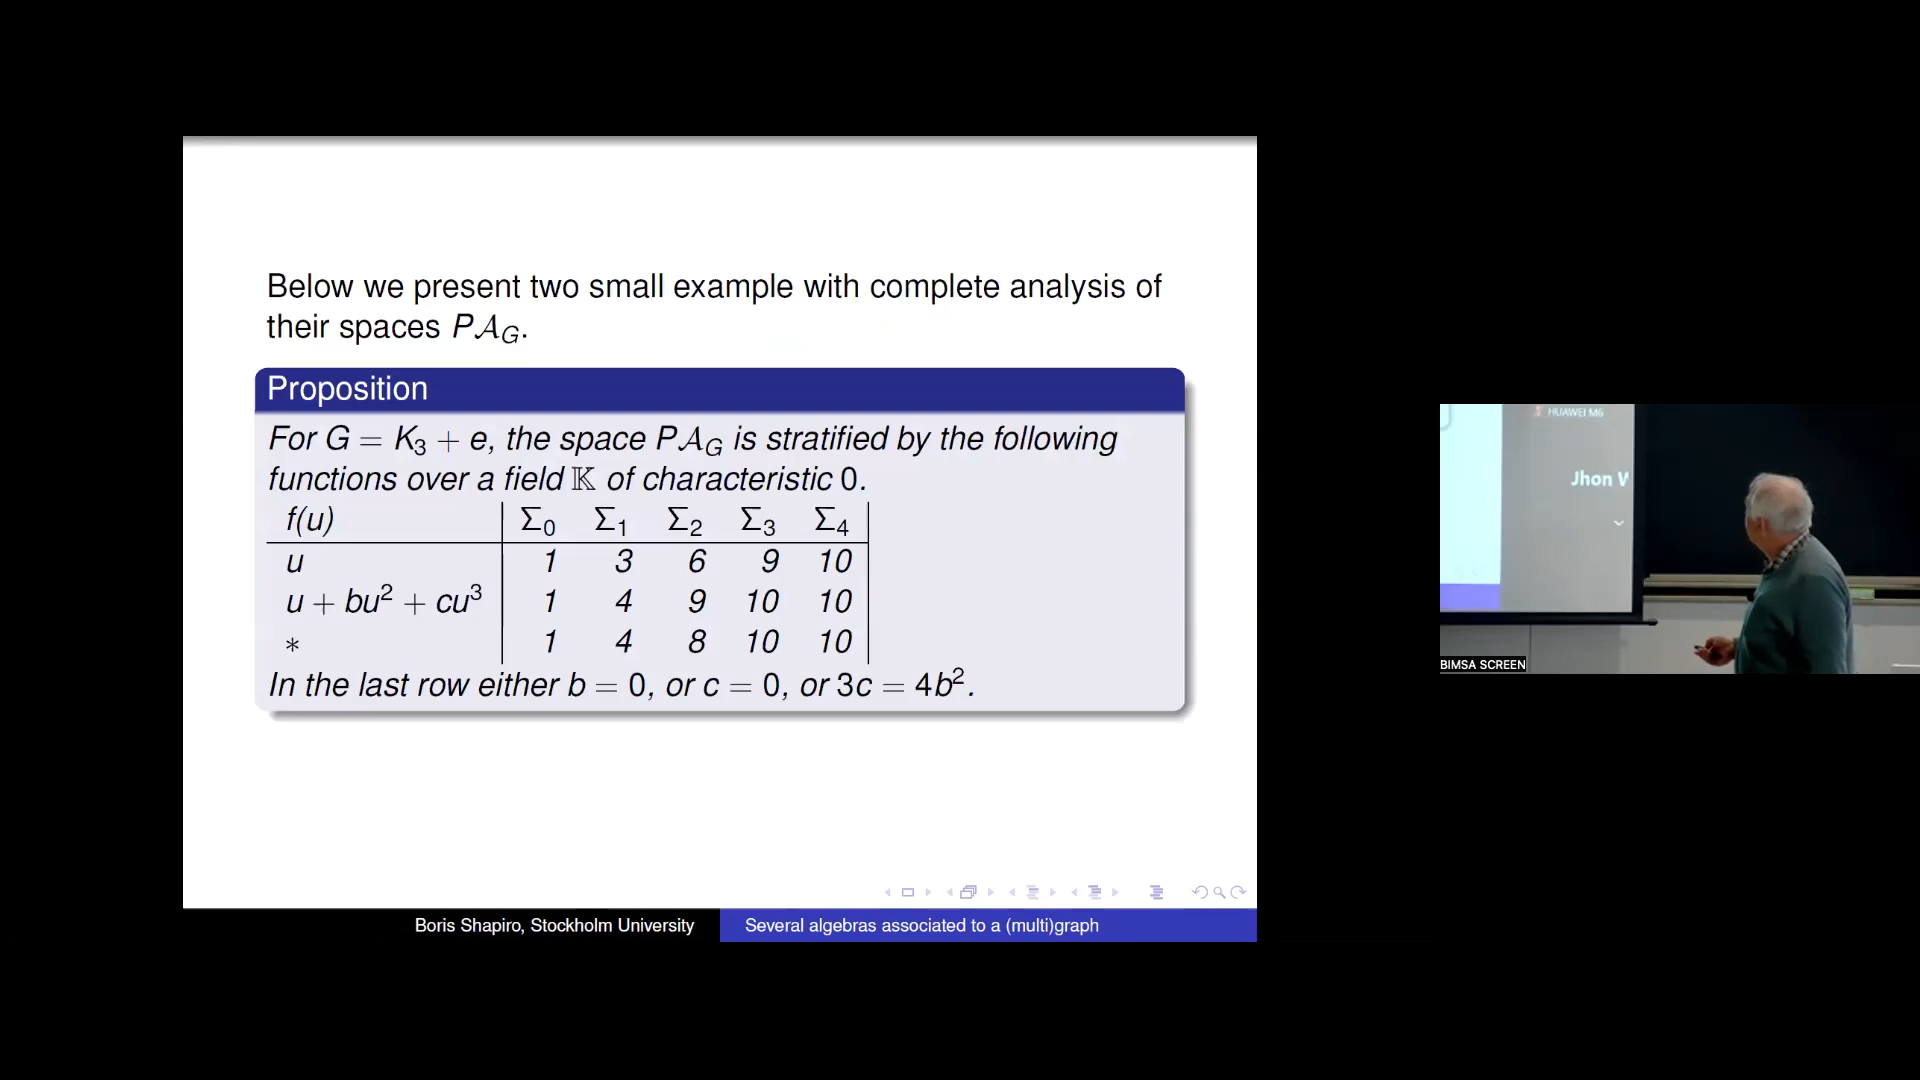 Below we present two small example with complete analysis of
their spaces P𝒜_G.
Proposition
For G = K₃ + e, the space P𝒜_G is stratified by the following
functions over a field 𝕂 of characteristic 0.
f(u) Σ₀ Σ₁ Σ₂ Σ₃ Σ₄
u 1 3 6 9 10
u + bu² + cu³ 1 4 9 10 10
* 1 4 8 10 10
In the last row either b = 0, or c = 0, or 3c = 4b².
Boris Shapiro, Stockholm University
Several algebras associated to a (multi)graph
HUAWEI M6
Jhon W
BIMSA SCREEN